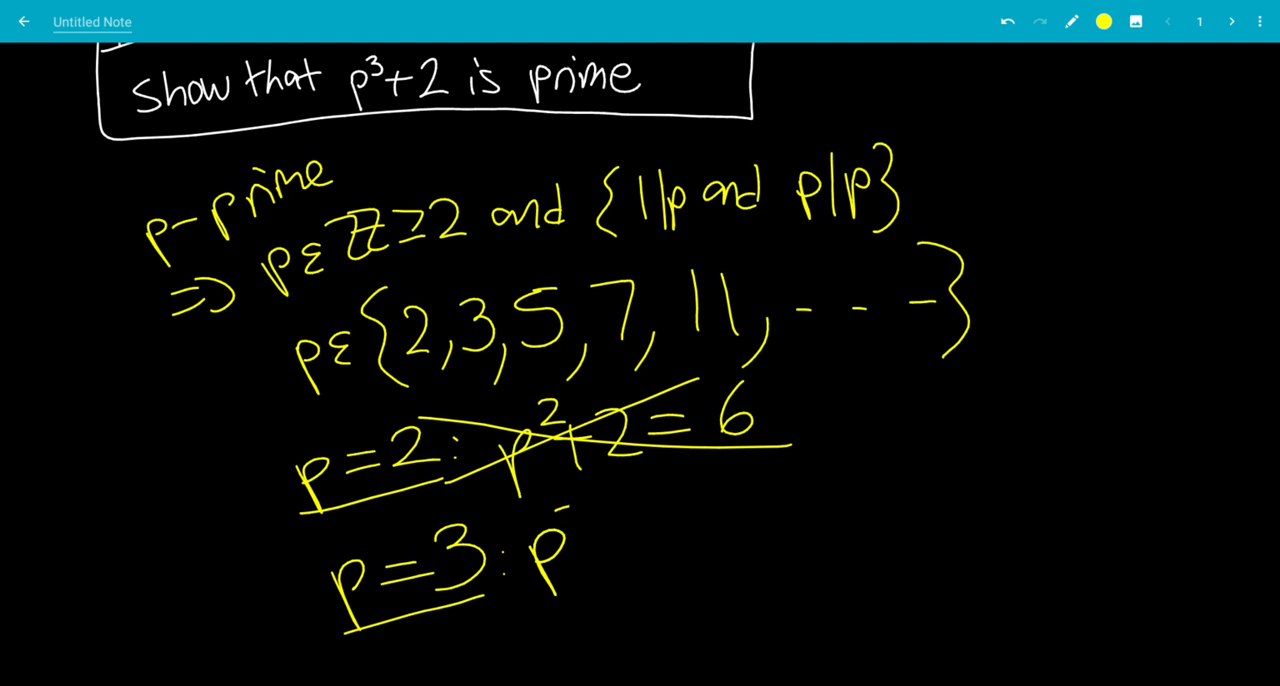 Untitled Note
1
show that p³+2 is prime
p-prime
⇒ p∈ℤ≥2 and {1|p and p|p}
p∈{2,3,5,7,11,- - -}
p=2: p²+2=6
p=3: p